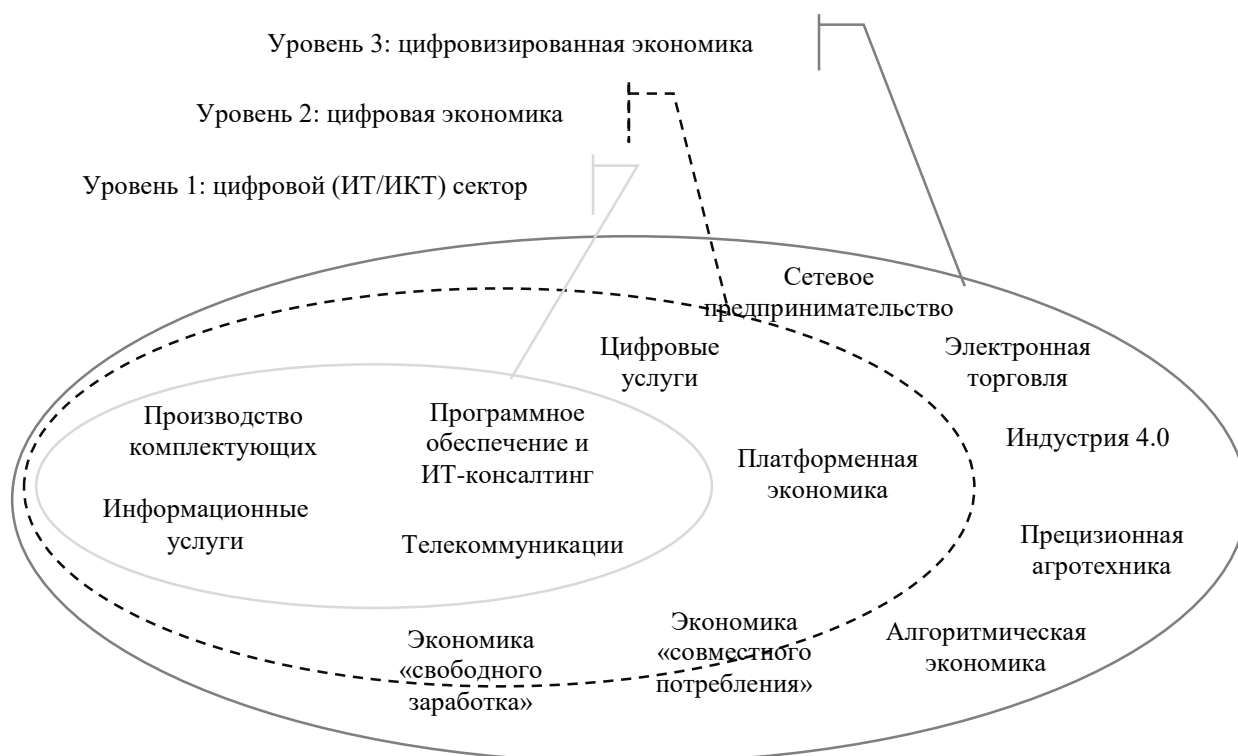 Уровень 3: цифровизированная экономика
Уровень 2: цифровая экономика
Уровень 1: цифровой (ИТ/ИКТ) сектор
Сетевое
предпринимательство
Цифровые
услуги
Электронная
торговля
Производство
комплектующих
Программное
обеспечение и
ИТ-консалтинг
Индустрия 4.0
Платформенная
экономика
Информационные
услуги
Телекоммуникации
Прецизионная
агротехника
Экономика
«свободного
заработка»
Экономика
«совместного
потребления»
Алгоритмическая
экономика